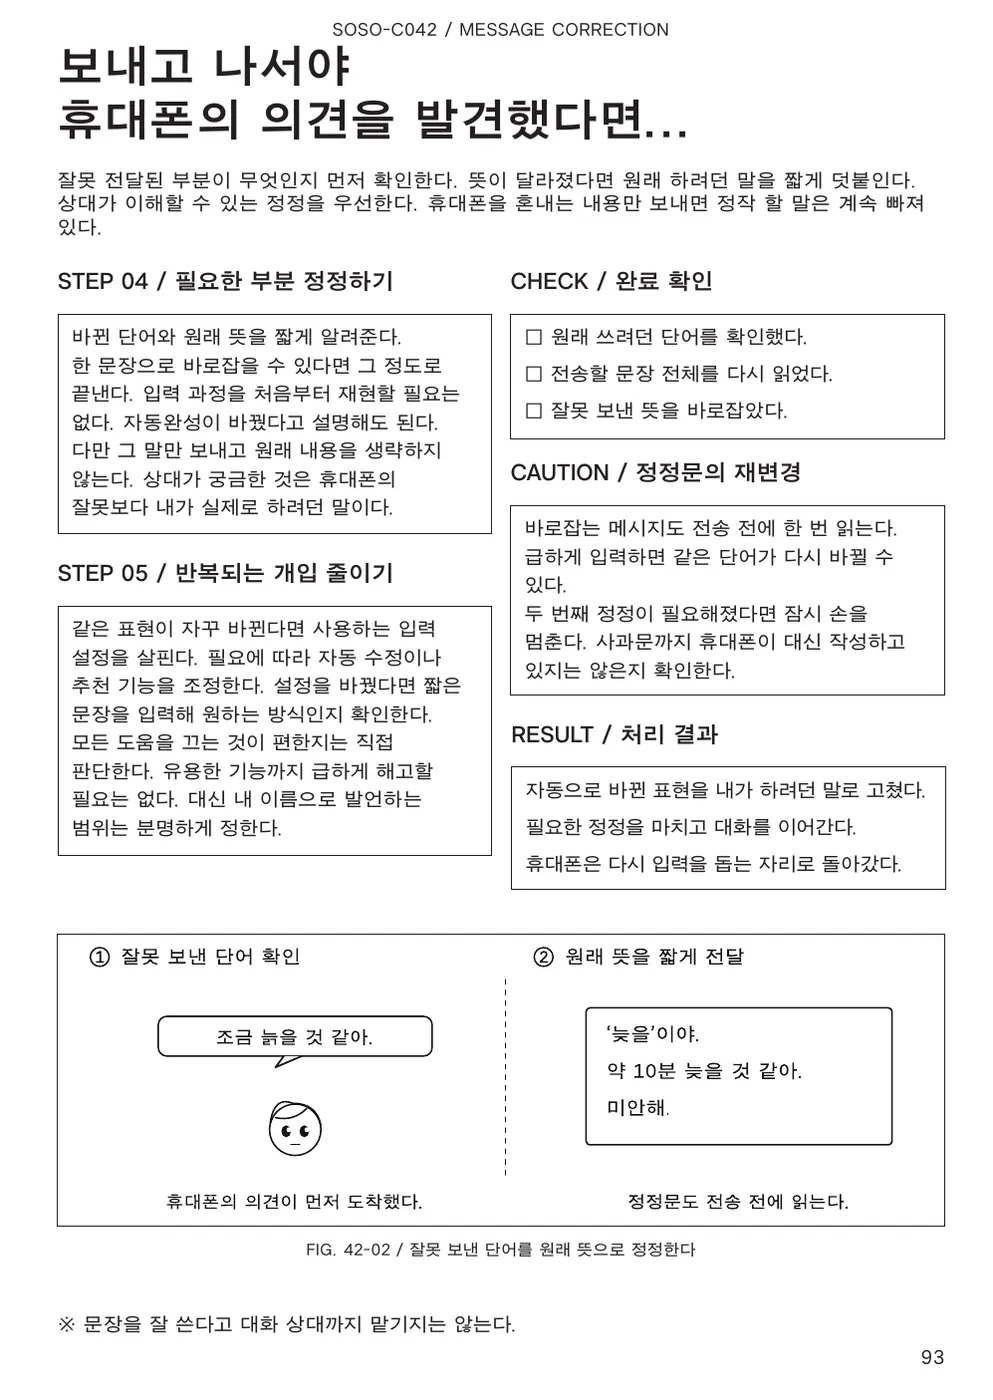 SOSO-C042 / MESSAGE CORRECTION
보내고 나서야
휴대폰의 의견을 발견했다면...
잘못 전달된 부분이 무엇인지 먼저 확인한다. 뜻이 달라졌다면 원래 하려던 말을 짧게 덧붙인다.
상대가 이해할 수 있는 정정을 우선한다. 휴대폰을 혼내는 내용만 보내면 정작 할 말은 계속 빠져
있다.
STEP 04 / 필요한 부분 정정하기
바뀐 단어와 원래 뜻을 짧게 알려준다.
한 문장으로 바로잡을 수 있다면 그 정도로
끝낸다. 입력 과정을 처음부터 재현할 필요는
없다. 자동완성이 바꿨다고 설명해도 된다.
다만 그 말만 보내고 원래 내용을 생략하지
않는다. 상대가 궁금한 것은 휴대폰의
잘못보다 내가 실제로 하려던 말이다.
STEP 05 / 반복되는 개입 줄이기
같은 표현이 자꾸 바뀐다면 사용하는 입력
설정을 살핀다. 필요에 따라 자동 수정이나
추천 기능을 조정한다. 설정을 바꿨다면 짧은
문장을 입력해 원하는 방식인지 확인한다.
모든 도움을 끄는 것이 편한지는 직접
판단한다. 유용한 기능까지 급하게 해고할
필요는 없다. 대신 내 이름으로 발언하는
범위는 분명하게 정한다.
CHECK / 완료 확인
□ 원래 쓰려던 단어를 확인했다.
□ 전송할 문장 전체를 다시 읽었다.
□ 잘못 보낸 뜻을 바로잡았다.
CAUTION / 정정문의 재변경
바로잡는 메시지도 전송 전에 한 번 읽는다.
급하게 입력하면 같은 단어가 다시 바뀔 수
있다.
두 번째 정정이 필요해졌다면 잠시 손을
멈춘다. 사과문까지 휴대폰이 대신 작성하고
있지는 않은지 확인한다.
RESULT / 처리 결과
자동으로 바뀐 표현을 내가 하려던 말로 고쳤다.
필요한 정정을 마치고 대화를 이어간다.
휴대폰은 다시 입력을 돕는 자리로 돌아갔다.
① 잘못 보낸 단어 확인
조금 늙을 것 같아.
휴대폰의 의견이 먼저 도착했다.
② 원래 뜻을 짧게 전달
‘늦을’이야.
약 10분 늦을 것 같아.
미안해.
정정문도 전송 전에 읽는다.
FIG. 42-02 / 잘못 보낸 단어를 원래 뜻으로 정정한다
※ 문장을 잘 쓴다고 대화 상대까지 맡기지는 않는다.
93